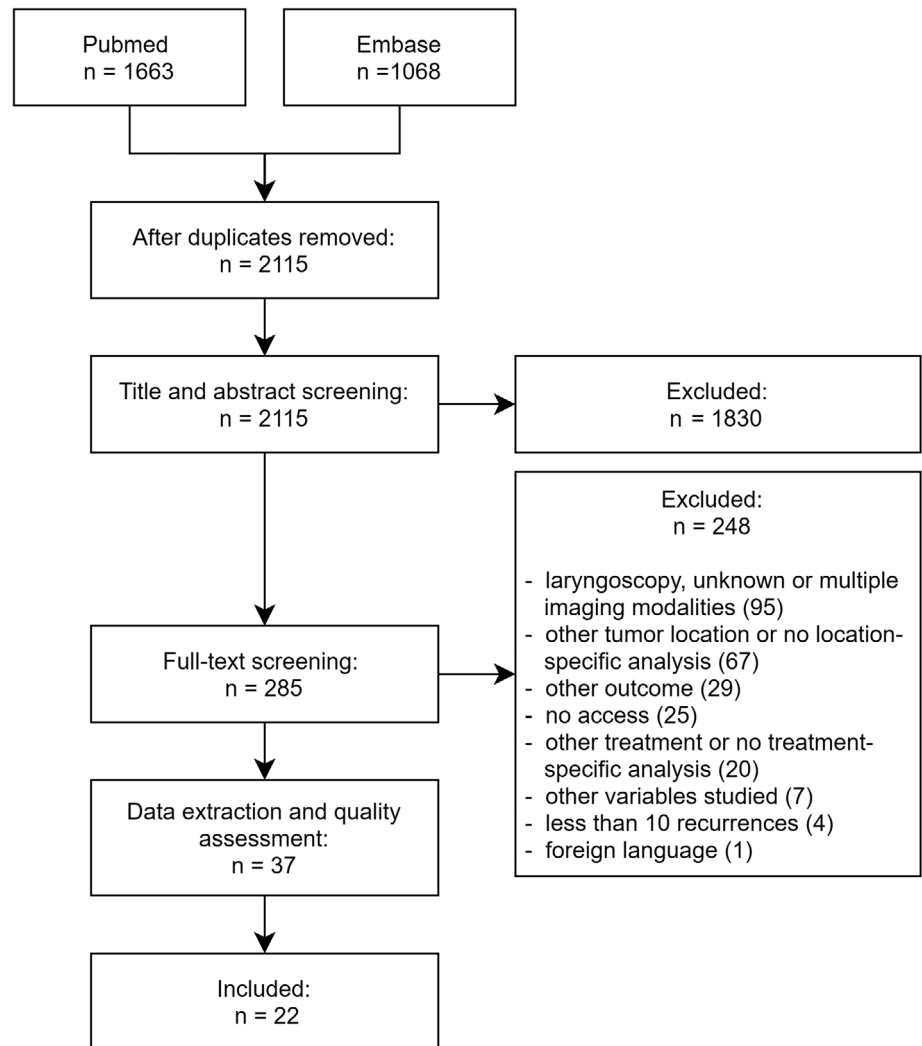 Pubmed
n = 1663
Embase
n =1068
After duplicates removed:
n = 2115
Title and abstract screening:
n = 2115
Excluded:
n = 1830
Excluded:
n = 248
- laryngoscopy, unknown or multiple
imaging modalities (95)
- other tumor location or no location-
specific analysis (67)
- other outcome (29)
- no access (25)
- other treatment or no treatment-
specific analysis (20)
- other variables studied (7)
- less than 10 recurrences (4)
- foreign language (1)
Full-text screening:
n = 285
Data extraction and quality
assessment:
n = 37
Included:
n = 22